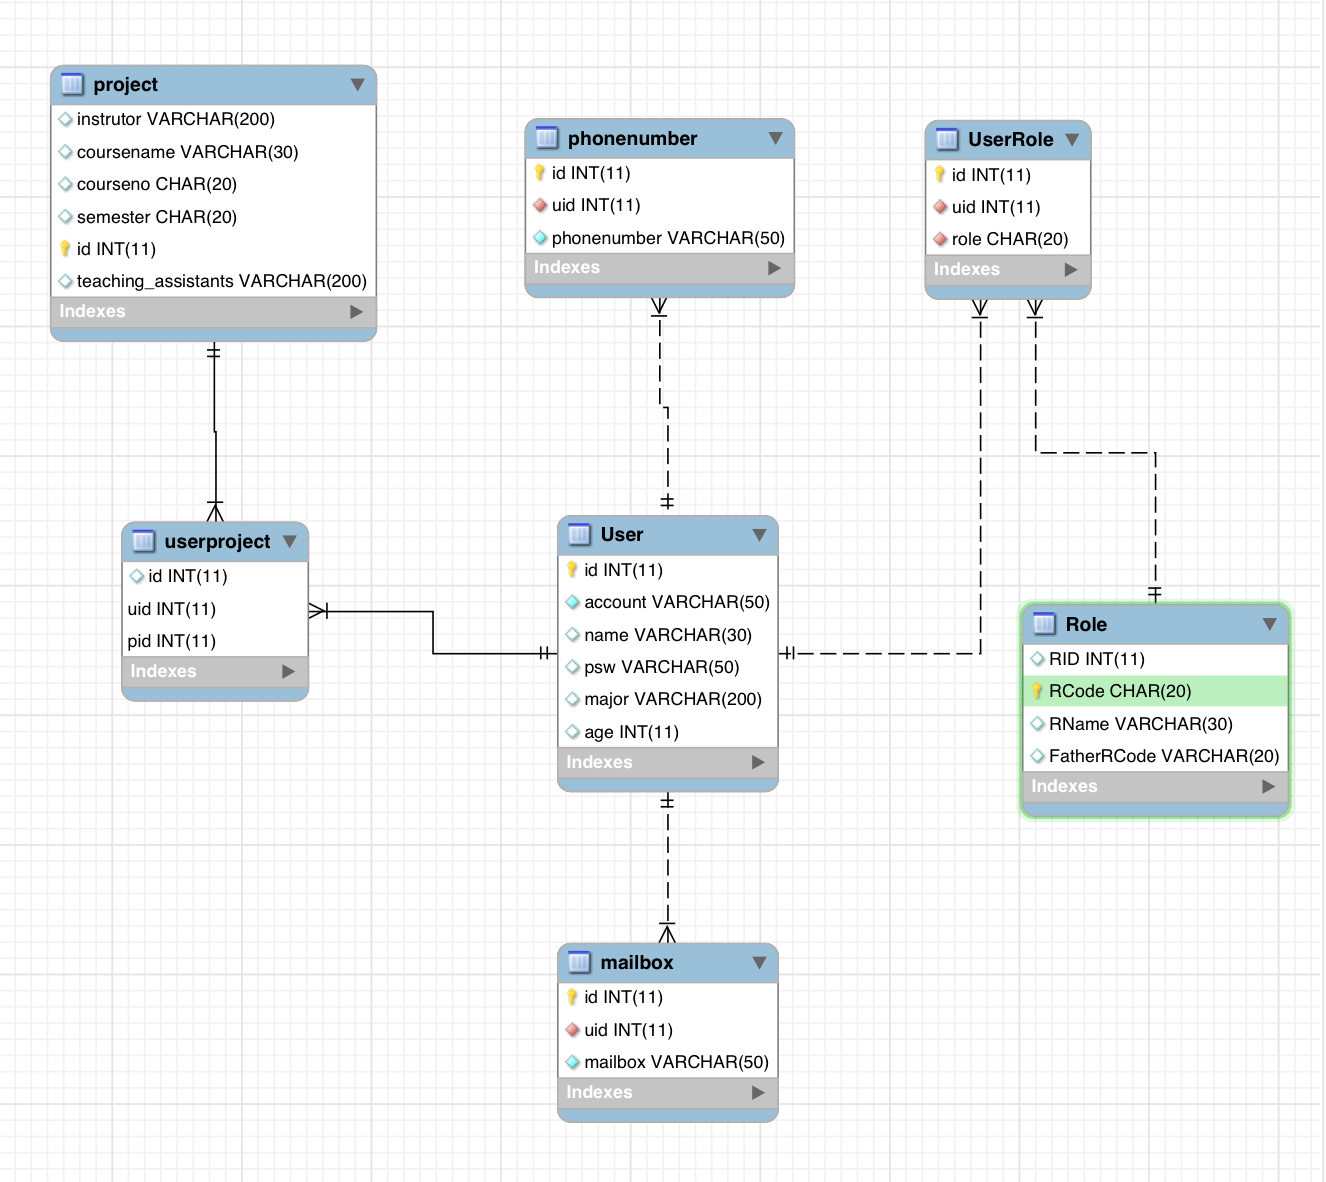 project
instrutor VARCHAR(200)
coursename VARCHAR(30)
courseno CHAR(20)
semester CHAR(20)
id INT(11)
teaching_assistants VARCHAR(200)
Indexes
phonenumber
id INT(11)
uid INT(11)
phonenumber VARCHAR(50)
Indexes
UserRole
id INT(11)
uid INT(11)
role CHAR(20)
Indexes
userproject
id INT(11)
uid INT(11)
pid INT(11)
Indexes
User
id INT(11)
account VARCHAR(50)
name VARCHAR(30)
psw VARCHAR(50)
major VARCHAR(200)
age INT(11)
Indexes
Role
RID INT(11)
RCode CHAR(20)
RName VARCHAR(30)
FatherRCode VARCHAR(20)
Indexes
mailbox
id INT(11)
uid INT(11)
mailbox VARCHAR(50)
Indexes